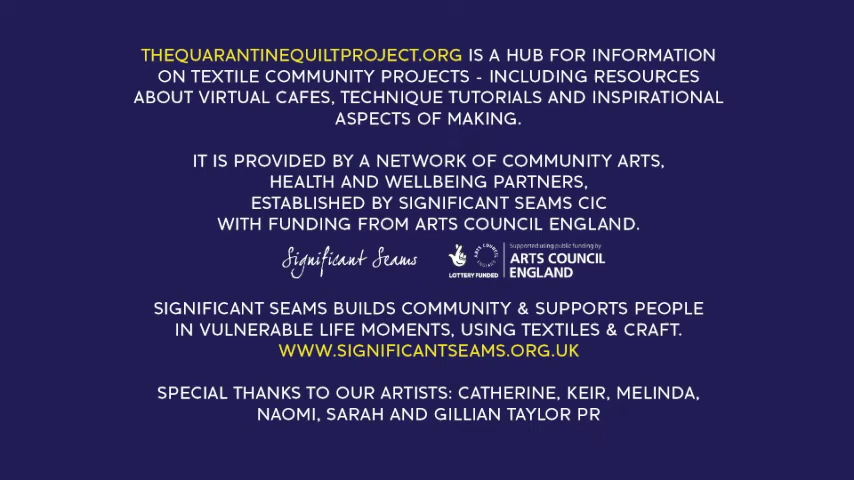 THEQUARANTINEQUILTPROJECT.ORG IS A HUB FOR INFORMATION
ON TEXTILE COMMUNITY PROJECTS - INCLUDING RESOURCES
ABOUT VIRTUAL CAFES, TECHNIQUE TUTORIALS AND INSPIRATIONAL
ASPECTS OF MAKING.
IT IS PROVIDED BY A NETWORK OF COMMUNITY ARTS,
HEALTH AND WELLBEING PARTNERS,
ESTABLISHED BY SIGNIFICANT SEAMS CIC
WITH FUNDING FROM ARTS COUNCIL ENGLAND.
Significant Seams
ARTS COUNCIL ENGLAND
LOTTERY FUNDED
Supported using public funding by
ARTS COUNCIL
ENGLAND
SIGNIFICANT SEAMS BUILDS COMMUNITY & SUPPORTS PEOPLE
IN VULNERABLE LIFE MOMENTS, USING TEXTILES & CRAFT.
WWW.SIGNIFICANTSEAMS.ORG.UK
SPECIAL THANKS TO OUR ARTISTS: CATHERINE, KEIR, MELINDA,
NAOMI, SARAH AND GILLIAN TAYLOR PR